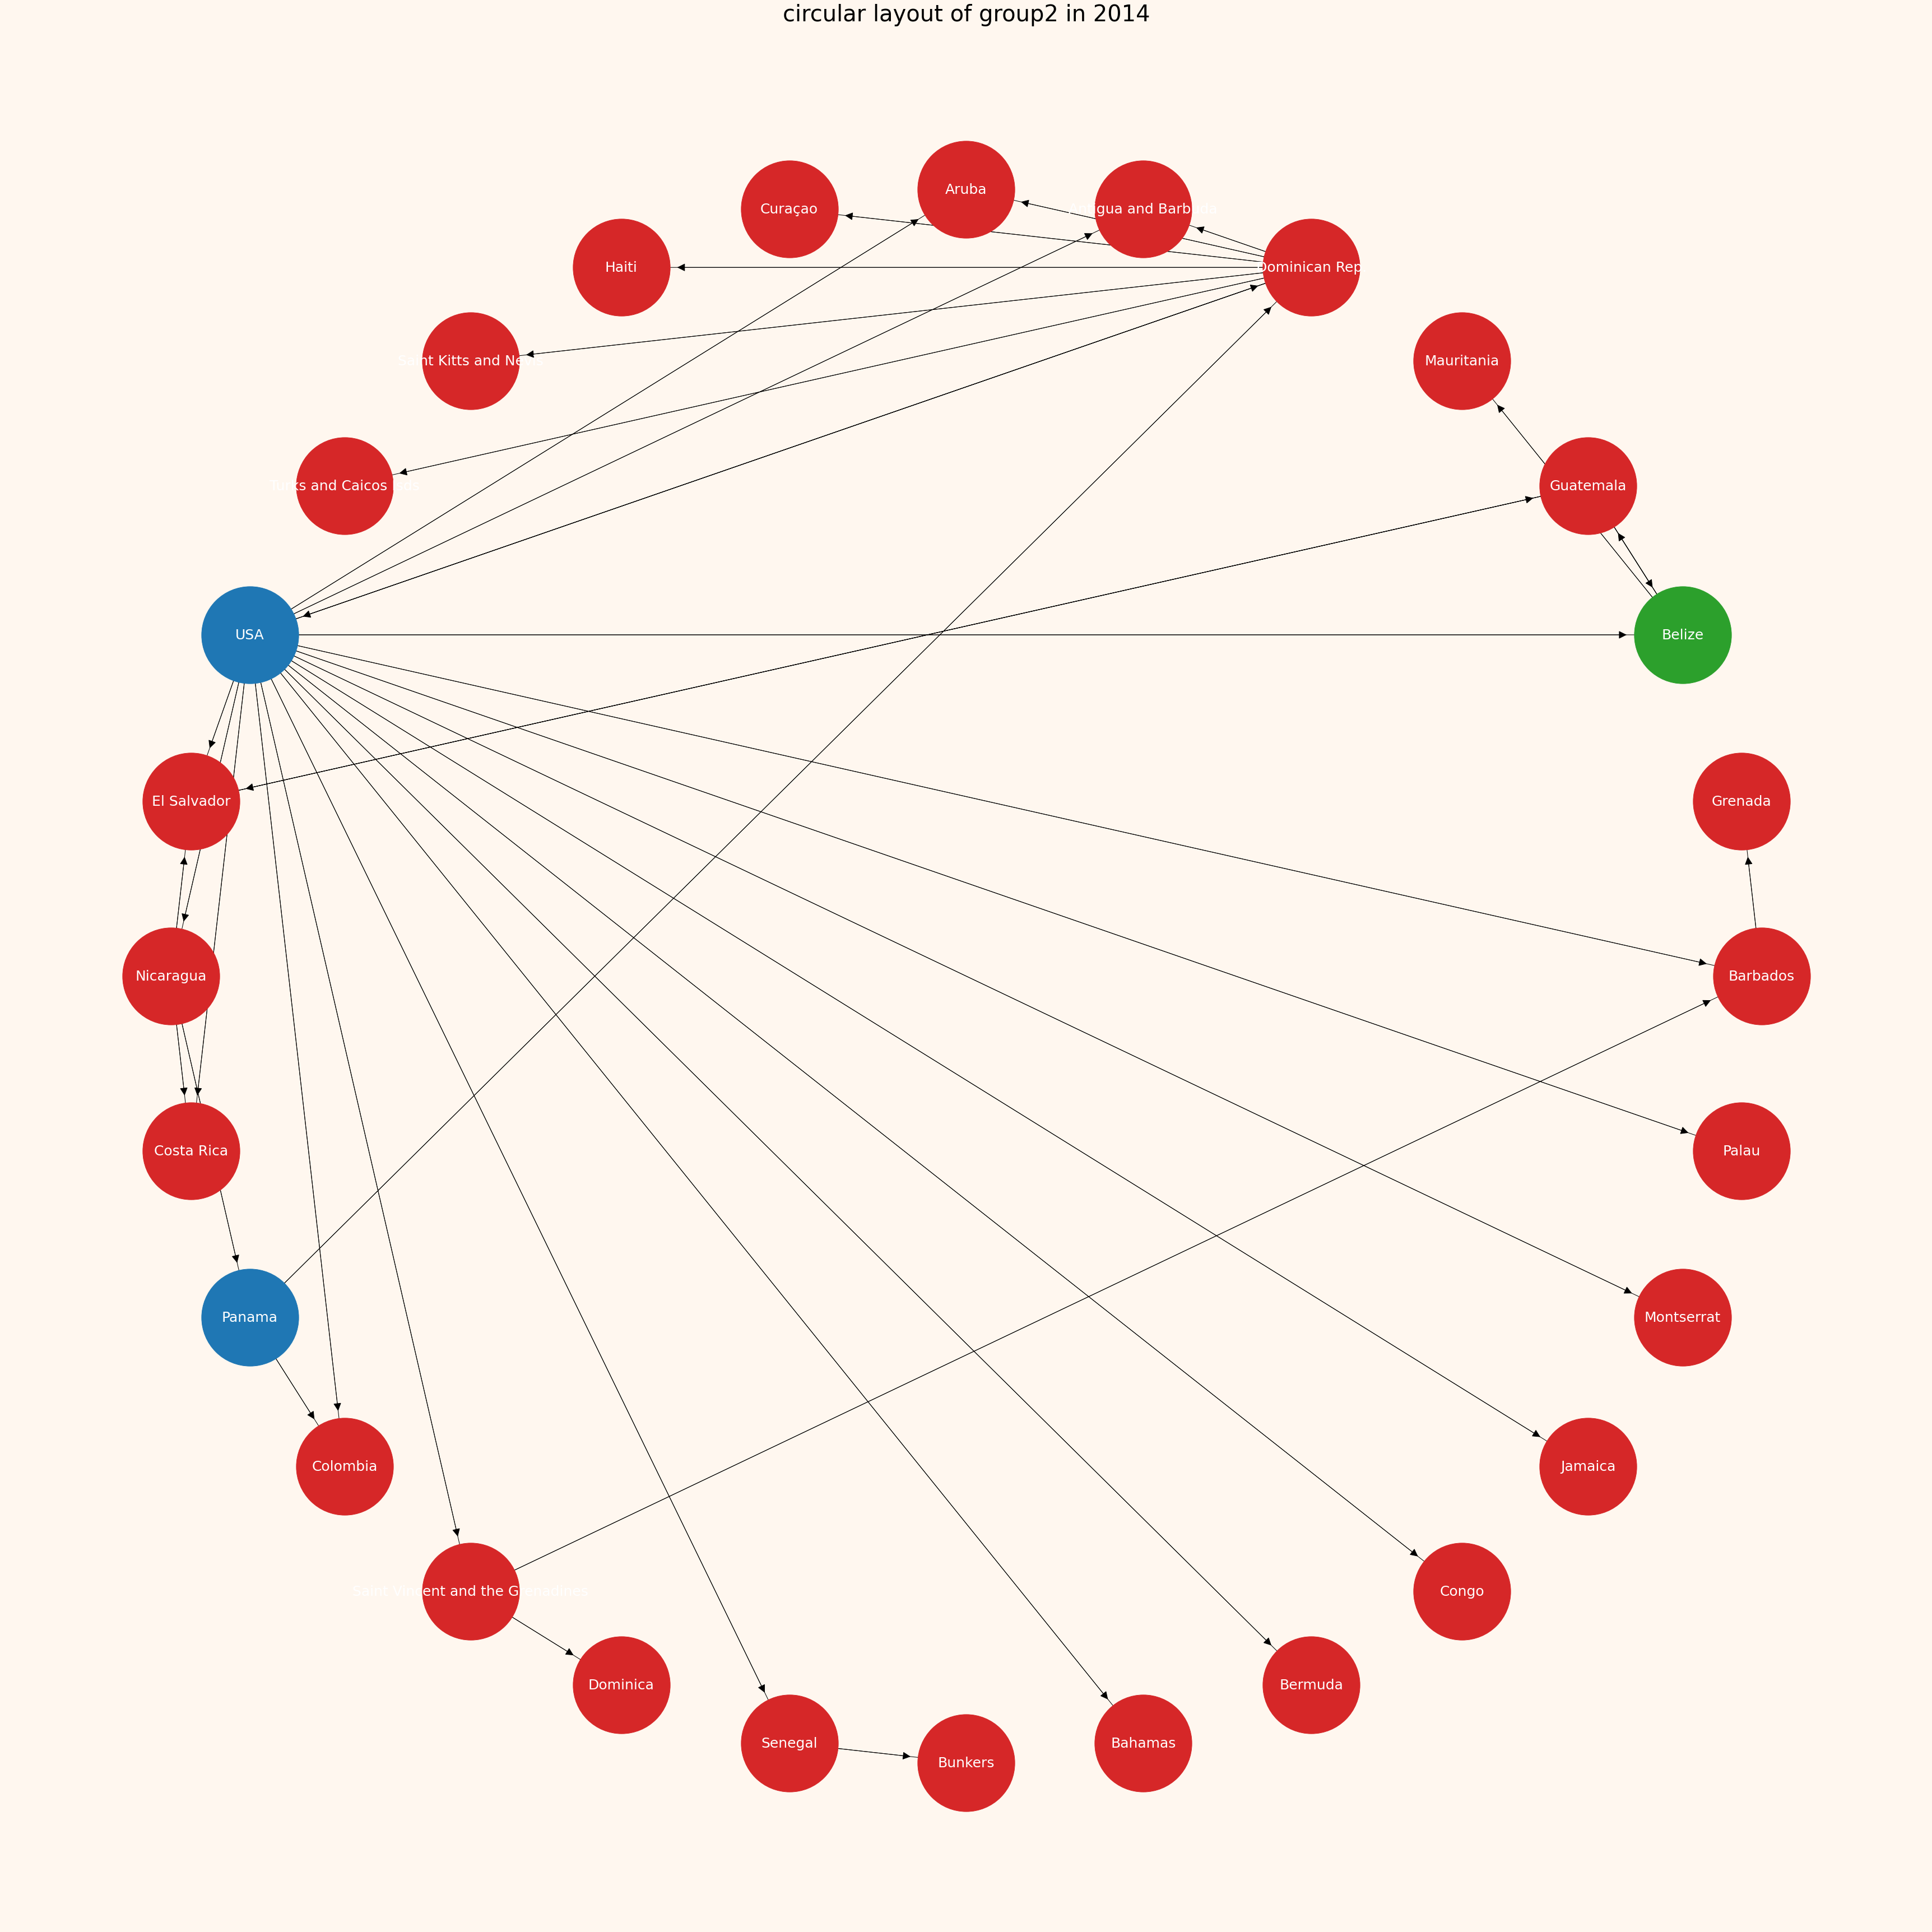 circular layout of group2 in 2014
Aruba
Curaçao
Antigua and Barbuda
Haiti
Dominican Rep
Saint Kitts and Nevis
Mauritania
Turks and Caicos Isds
Guatemala
USA
Belize
El Salvador
Grenada
Nicaragua
Barbados
Costa Rica
Palau
Panama
Montserrat
Colombia
Jamaica
Saint Vincent and the Grenadines
Congo
Dominica
Bermuda
Senegal
Bahamas
Bunkers